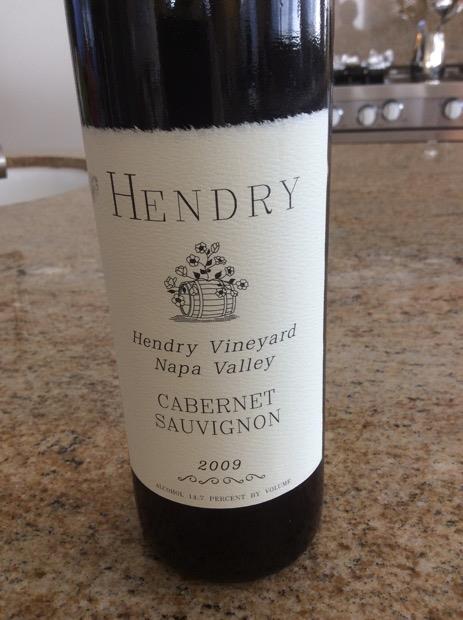 HENDRY
Hendry Vineyard
Napa Valley
CABERNET
SAUVIGNON
2009
ALCOHOL 14.7 PERCENT BY VOLUME